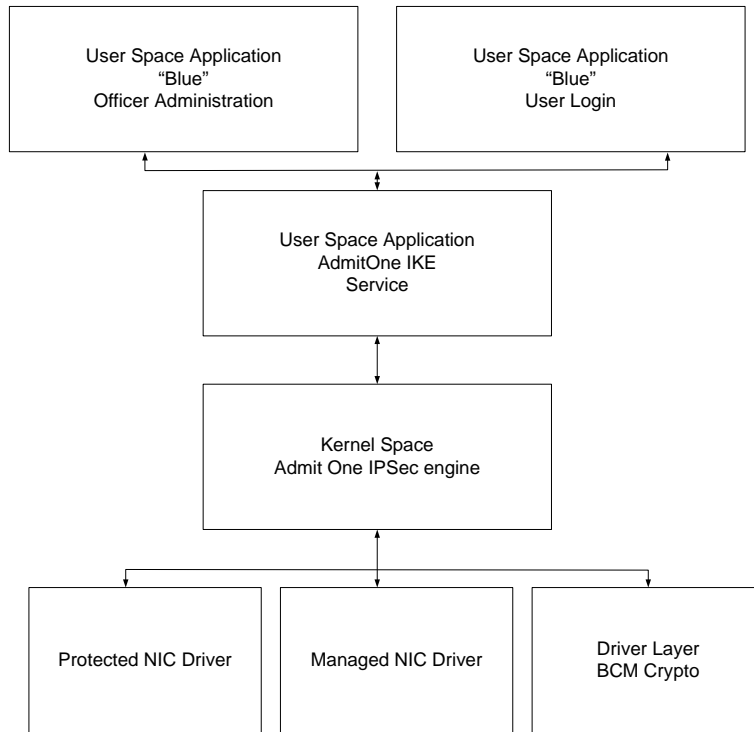 User Space Application
“Blue”
Officer Administration
User Space Application
“Blue”
User Login
User Space Application
AdmitOne IKE
Service
Kernel Space
Admit One IPSec engine
Protected NIC Driver
Managed NIC Driver
Driver Layer
BCM Crypto